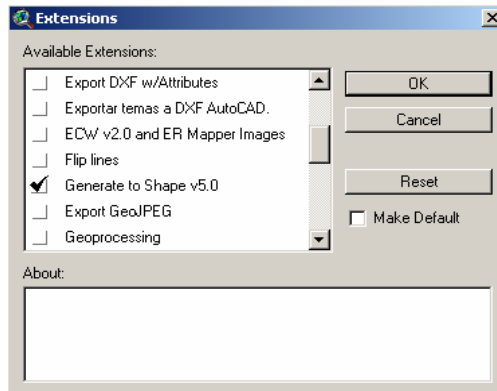 Extensions
Available Extensions:
Export DXF w/Attributes
Exportar temas a DXF AutoCAD.
ECW v2.0 and ER Mapper Images
Flip lines
Generate to Shape v5.0
Export GeoJPEG
Geoprocessing
OK
Cancel
Reset
Make Default
About: